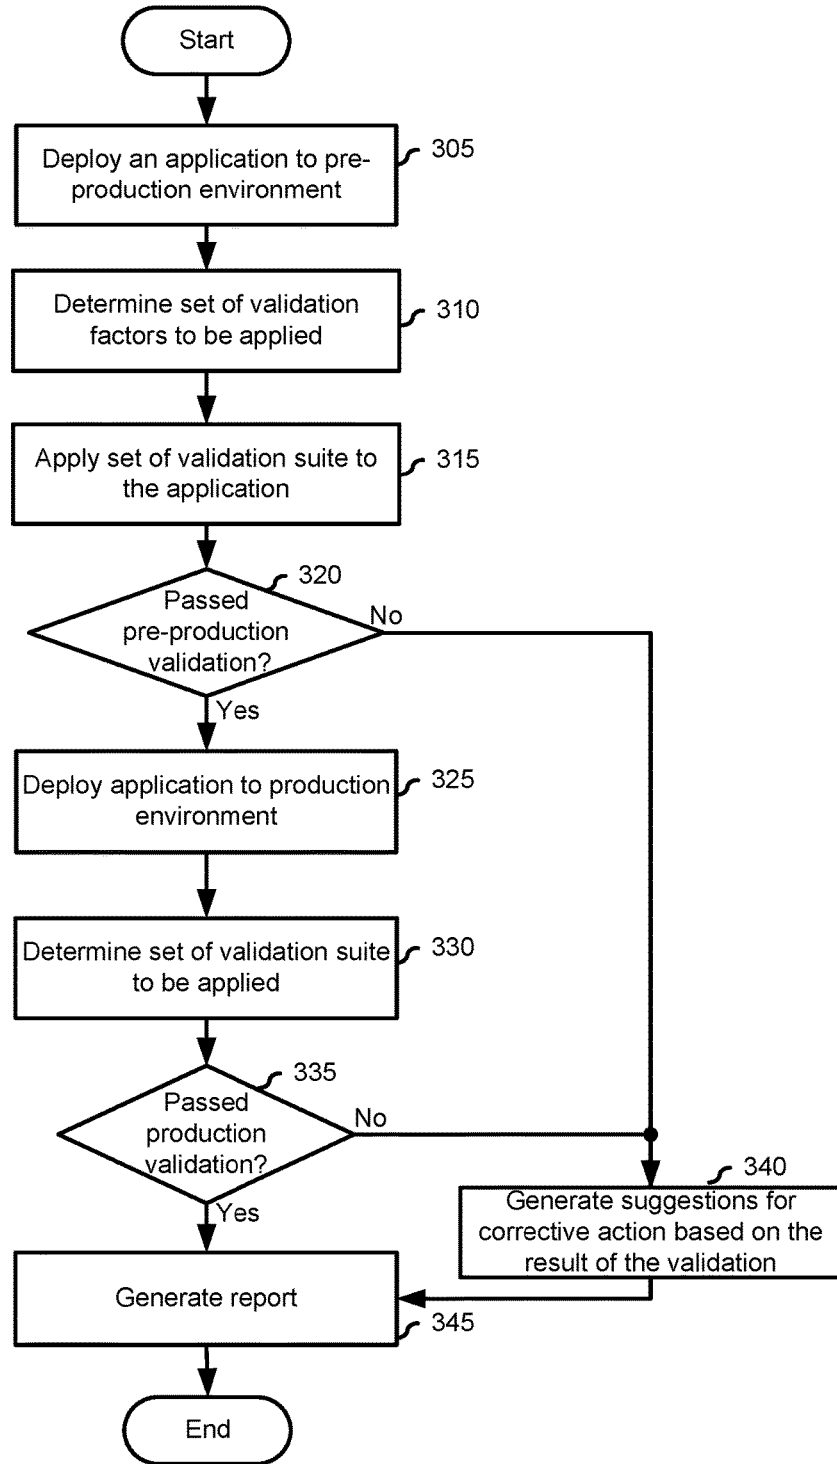 Start
Deploy an application to pre-
production environment
305
Determine set of validation
factors to be applied
310
Apply set of validation suite to
the application
315
320
Passed
pre-production
validation?
No
Yes
Deploy application to production
environment
325
Determine set of validation suite
to be applied
330
335
Passed
production
validation?
No
Yes
340
Generate suggestions for
corrective action based on the
result of the validation
Generate report
345
End